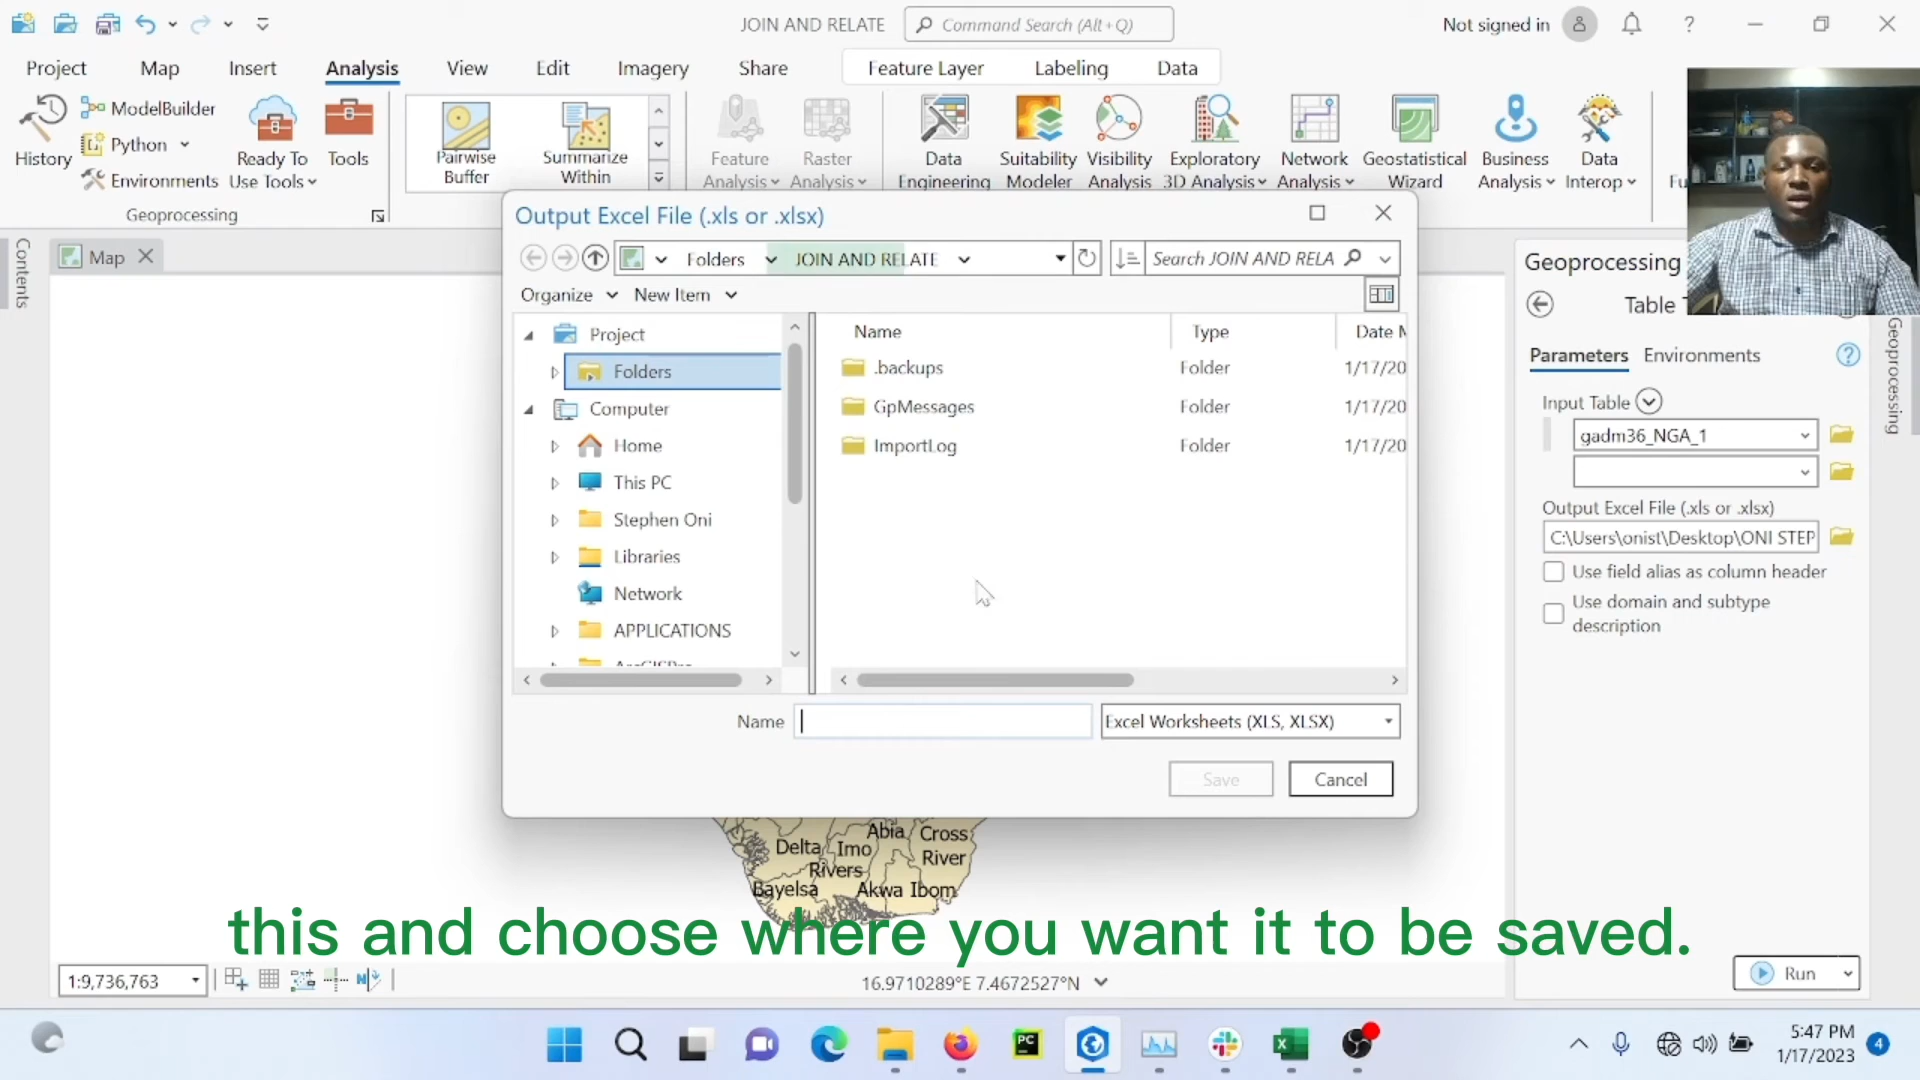 JOIN AND RELATE
Command Search (Alt+Q)
Not signed in
?
Project
Map
Insert
Analysis
View
Edit
Imagery
Share
Feature Layer
Labeling
Data
History
ModelBuilder
Python
Environments
Ready To
Use Tools
Tools
Geoprocessing
Pairwise
Buffer
Summarize
Within
Feature
Analysis
Raster
Analysis
Data
Engineering
Suitability
Modeler
Visibility
Analysis
Exploratory
3D Analysis
Network
Analysis
Geostatistical
Wizard
Business
Analysis
Data
Interop
Contents
Map
Output Excel File (.xls or .xlsx)
Folders
JOIN AND RELATE
Search JOIN AND RELA
Organize
New Item
Project
Folders
Computer
Home
This PC
Stephen Oni
Libraries
Network
APPLICATIONS
ArcGISPro
Name
Type
Date M
.backups
Folder
1/17/20
GpMessages
Folder
1/17/20
ImportLog
Folder
1/17/20
Name
Excel Worksheets (XLS, XLSX)
Save
Cancel
Geoprocessing
Table
Parameters
Environments
?
Input Table
gadm36_NGA_1
Output Excel File (.xls or .xlsx)
C:\Users\onist\Desktop\ONI STEP
Use field alias as column header
Use domain and subtype
description
Geoprocessing
Abia
Cross
River
Delta
Imo
Rivers
Bayelsa
Akwa Ibom
this and choose where you want it to be saved.
1:9,736,763
16.9710289°E 7.4672527°N
Run
PC
5:47 PM
1/17/2023
4